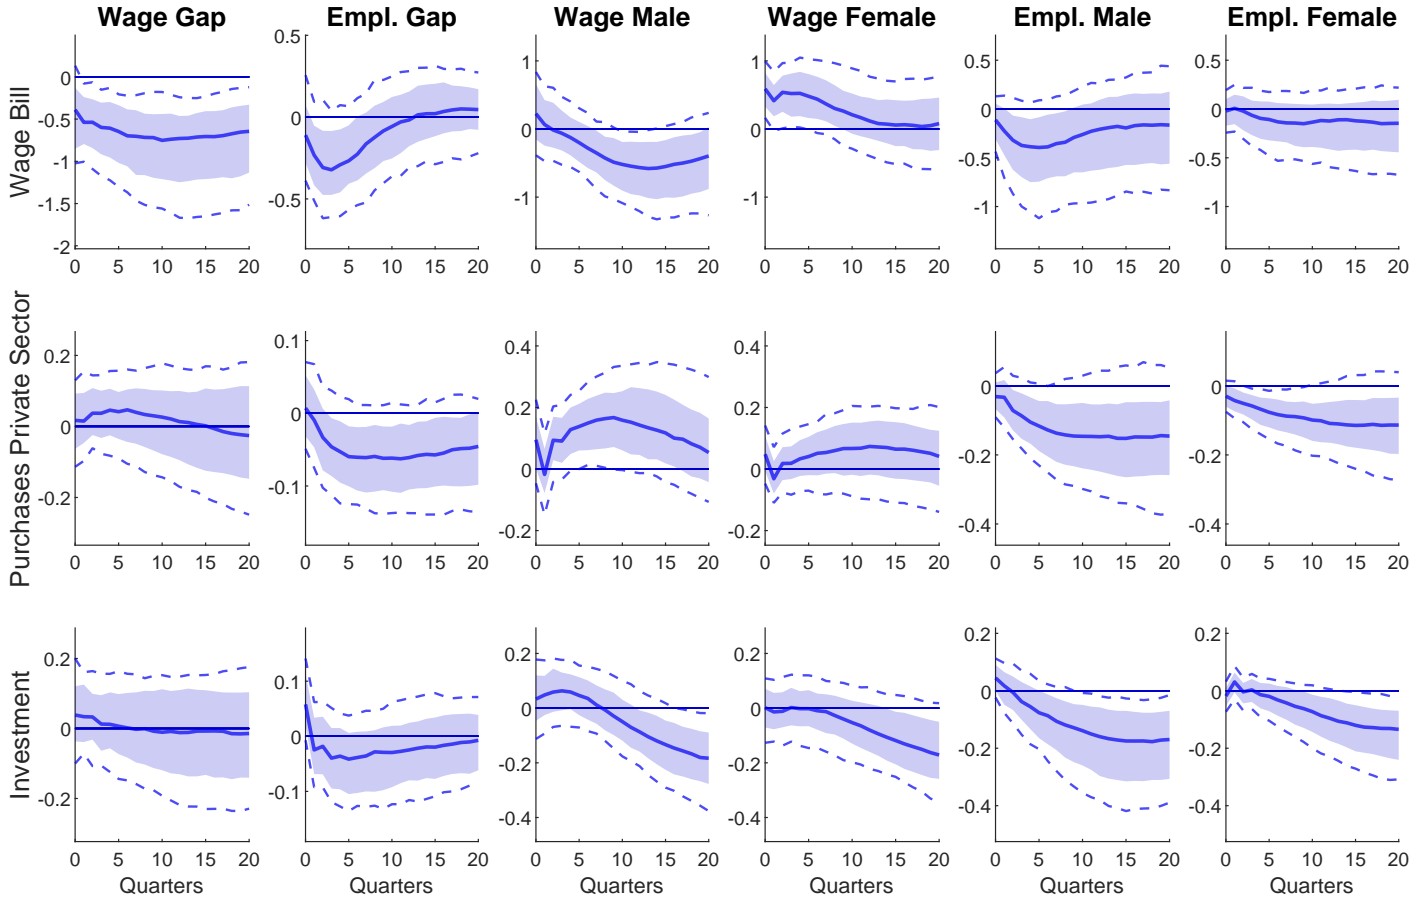 Wage Gap Empl. Gap Wage Male Wage Female Empl. Male Empl. Female
Wage Bill
0 -0.5 -1 -1.5 -2
0.5 0 -0.5
1 0 -1
1 0 -1
0.5 0 -0.5 -1
0.5 0 -0.5 -1
0 5 10 15 20 0 5 10 15 20 0 5 10 15 20 0 5 10 15 20 0 5 10 15 20 0 5 10 15 20
Purchases Private Sector
0.2 0 -0.2
0.1 0 -0.1
0.4 0.2 0 -0.2
0.4 0.2 0 -0.2
0 -0.2 -0.4
0 -0.2 -0.4
0 5 10 15 20 0 5 10 15 20 0 5 10 15 20 0 5 10 15 20 0 5 10 15 20 0 5 10 15 20
Investment
0.2 0 -0.2
0.1 0 -0.1
0.2 0 -0.2 -0.4
0.2 0 -0.2 -0.4
0.2 0 -0.2 -0.4
0.2 0 -0.2 -0.4
0 5 10 15 20 0 5 10 15 20 0 5 10 15 20 0 5 10 15 20 0 5 10 15 20 0 5 10 15 20
Quarters Quarters Quarters Quarters Quarters Quarters